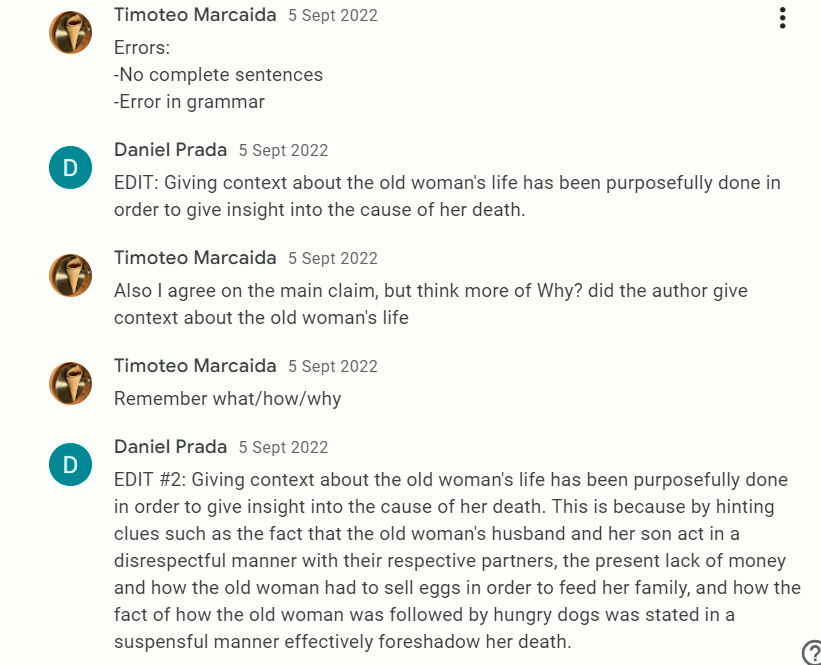 Timoteo Marcaida 5 Sept 2022
Errors:
-No complete sentences
-Error in grammar
D
Daniel Prada 5 Sept 2022
EDIT: Giving context about the old woman's life has been purposefully done in
order to give insight into the cause of her death.
Timoteo Marcaida 5 Sept 2022
Also I agree on the main claim, but think more of Why? did the author give
context about the old woman's life
Timoteo Marcaida 5 Sept 2022
Remember what/how/why
D
Daniel Prada 5 Sept 2022
EDIT #2: Giving context about the old woman's life has been purposefully done
in order to give insight into the cause of her death. This is because by hinting
clues such as the fact that the old woman's husband and her son act in a
disrespectful manner with their respective partners, the present lack of money
and how the old woman had to sell eggs in order to feed her family, and how the
fact of how the old woman was followed by hungry dogs was stated in a
suspensful manner effectively foreshadow her death.
?